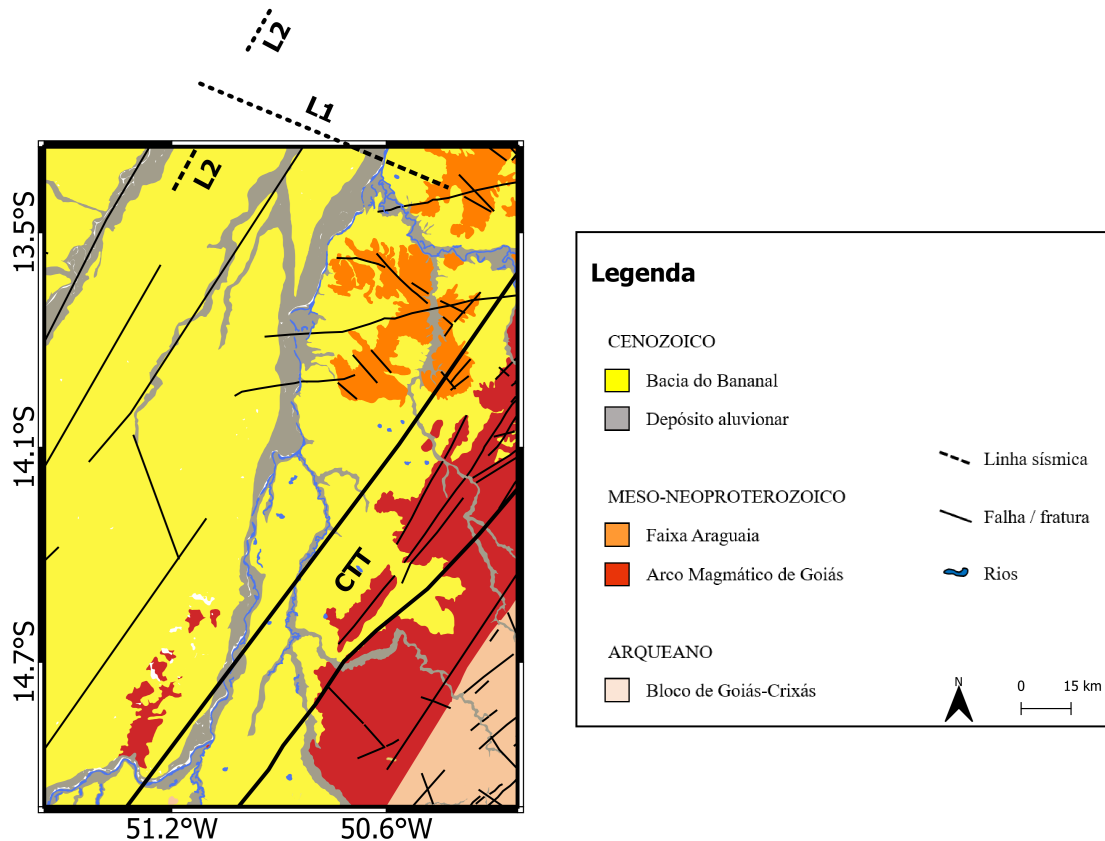 L2
L1
L2
13.5°S
14.1°S
14.7°S
CTT
51.2°W
50.6°W
Legenda
CENOZOICO
Bacia do Bananal
Depósito aluvionar
MESO-NEOPROTEROZOICO
Faixa Araguaia
Arco Magmático de Goiás
ARQUEANO
Bloco de Goiás-Crixás
Linha sísmica
Falha / fratura
Rios
N
0 15 km